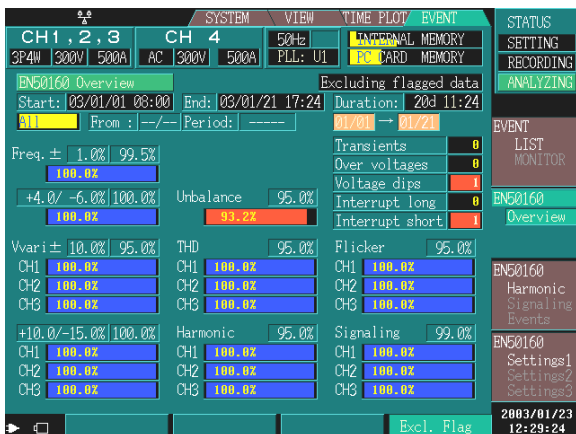 SYSTEM VIEW TIME PLOT EVENT STATUS
CH1,2,3 CH 4 50Hz INTERNAL MEMORY SETTING
3P4W 300V 500A AC 300V 500A PLL: U1 PC CARD MEMORY RECORDING
EN50160 Overview Excluding flagged data ANALYZING
Start: 03/01/01 08:00 End: 03/01/21 17:24 Duration: 20d 11:24
All From : --/-- Period: ----- 01/01 → 01/21
EVENT
LIST
MONITOR
Transients 0
Over voltages 0
Voltage dips 1
Interrupt long 0
Interrupt short 1
Freq. ± 1.0% 99.5%
100.0%
+4.0/ -6.0% 100.0% Unbalance 95.0%
100.0% 93.2%
EN50160
Overview
Vvari± 10.0% 95.0% THD 95.0% Flicker 95.0%
CH1 100.0% CH1 100.0% CH1 100.0%
CH2 100.0% CH2 100.0% CH2 100.0%
CH3 100.0% CH3 100.0% CH3 100.0%
EN50160
Harmonic
Signaling
Events
+10.0/-15.0% 100.0% Harmonic 95.0% Signaling 99.0%
CH1 100.0% CH1 100.0% CH1 100.0%
CH2 100.0% CH2 100.0% CH2 100.0%
CH3 100.0% CH3 100.0% CH3 100.0%
EN50160
Settings1
Settings2
Settings3
Excl. Flag
2003/01/23
12:29:24